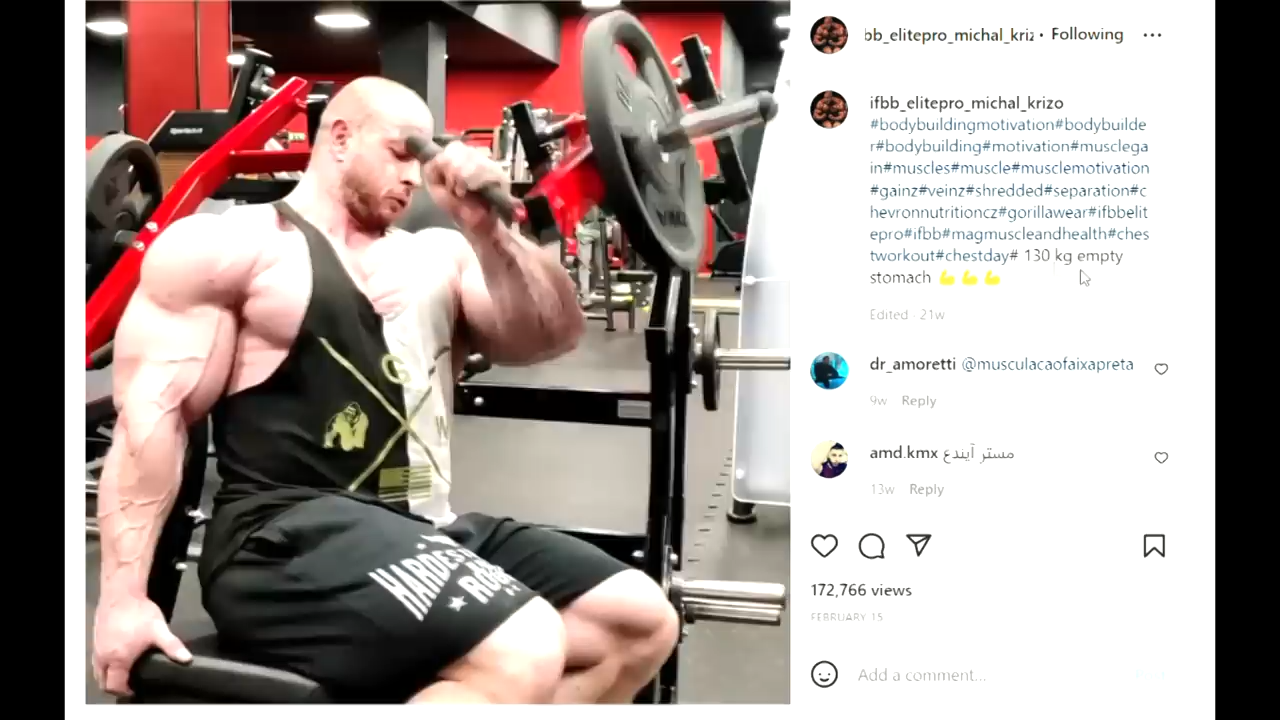 bb_elitepro_michal_kriz • Following
ifbb_elitepro_michal_krizo
#bodybuildingmotivation#bodybuilde
r#bodybuilding#motivation#musclega
in#muscles#muscle#musclemotivation
#gainz#veinz#shredded#separation#c
hevronnutritioncz#gorillawear#ifbbelit
epro#ifbb#magmuscleandhealth#ches
tworkout#chestday# 130 kg empty
stomach 💪 💪 💪
Edited · 21w
dr_amoretti @musculacaofaixapreta
9w Reply
amd.kmx مستر آیندع
13w Reply
172,766 views
FEBRUARY 15
Add a comment...
G
W
HARDEST